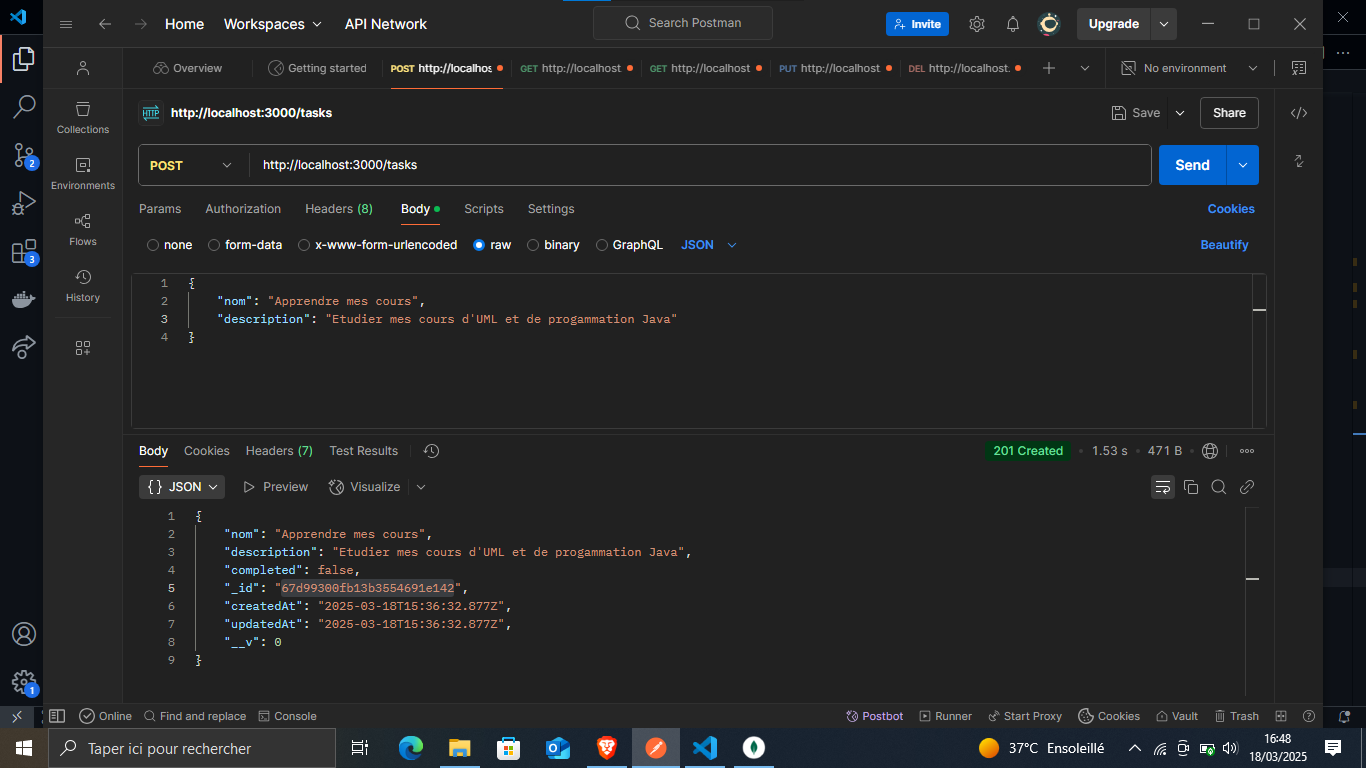 Home Workspaces API Network Search Postman Invite Upgrade
Overview Getting started POST http://localhos GET http://localhost GET http://localhost PUT http://localhost DEL http://localhost. No environment
HTTP http://localhost:3000/tasks Save Share
Collections
Environments
Flows
History
POST http://localhost:3000/tasks Send
Params Authorization Headers (8) Body Scripts Settings Cookies
none form-data x-www-form-urlencoded raw binary GraphQL JSON Beautify
1 {
2 "nom": "Apprendre mes cours",
3 "description": "Etudier mes cours d'UML et de progammation Java"
4 }
Body Cookies Headers (7) Test Results 201 Created 1.53 s 471 B
{} JSON Preview Visualize
1 {
2 "nom": "Apprendre mes cours",
3 "description": "Etudier mes cours d'UML et de progammation Java",
4 "completed": false,
5 "_id": "67d99300fb13b3554691e142",
6 "createdAt": "2025-03-18T15:36:32.877Z",
7 "updatedAt": "2025-03-18T15:36:32.877Z",
8 "__v": 0
9 }
2
3
1
Online Find and replace Console Postbot Runner Start Proxy Cookies Vault Trash
Taper ici pour rechercher 37°C Ensoleillé 16:48
18/03/2025